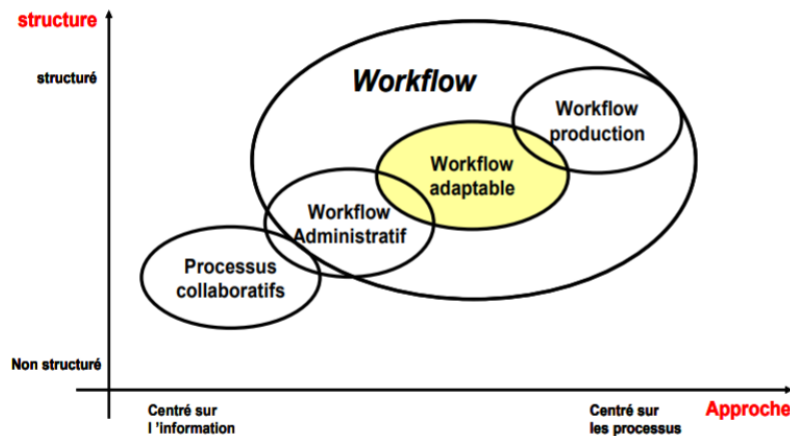 structure
structuré
Workflow
Workflow
production
Workflow
adaptable
Workflow
Administratif
Processus
collaboratifs
Non structuré
Centré sur
l 'information
Centré sur
les processus
Approche